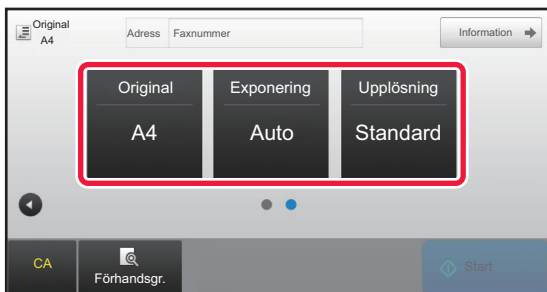 Original
A4
Adress Faxnummer
Information
Original Exponering Upplösning
A4 Auto Standard
CA
Förhandsgr.
Start